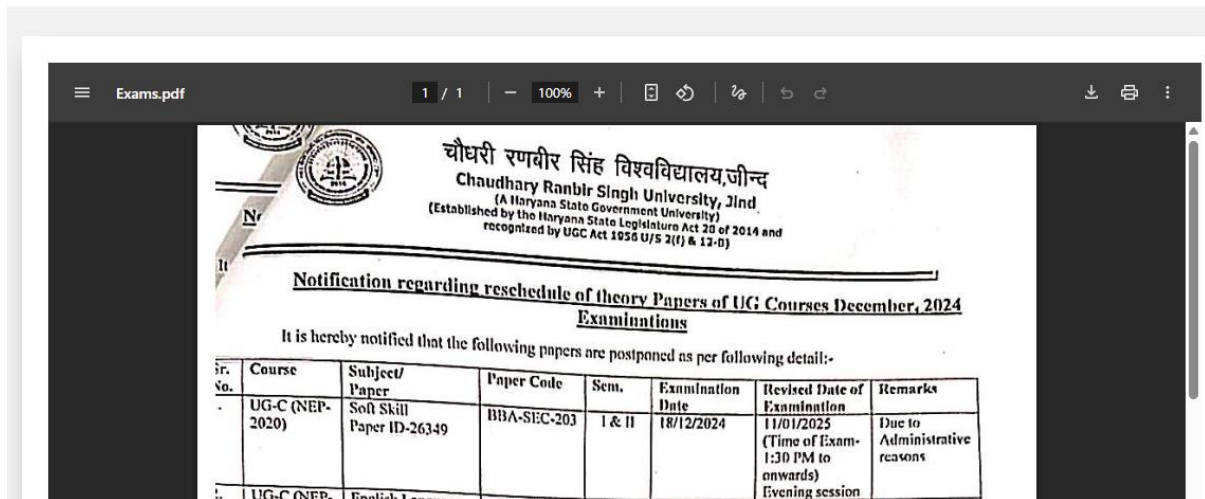 Exams.pdf
1 / 1
100%
चौधरी रणबीर सिंह विश्वविद्यालय,जीन्द
Chaudhary Ranbir Singh University, Jind
(A Haryana State Government University)
(Established by the Haryana State Legislature Act 28 of 2014 and
recognized by UGC Act 1956 U/S 2(f) & 12-B)
It
Notification regarding reschedule of theory Papers of UG Courses December, 2024
Examinations
It is hereby notified that the following papers are postponed as per following detail:-
Sr. No. Course Subject/ Paper Paper Code Sem. Examination Date Revised Date of Examination Remarks
UG-C (NEP-2020) Soft Skill Paper ID-26349 BBA-SEC-203 I & II 18/12/2024 11/01/2025 (Time of Exam- 1:30 PM to onwards) Evening session Due to Administrative reasons
UG-C (NEP- English